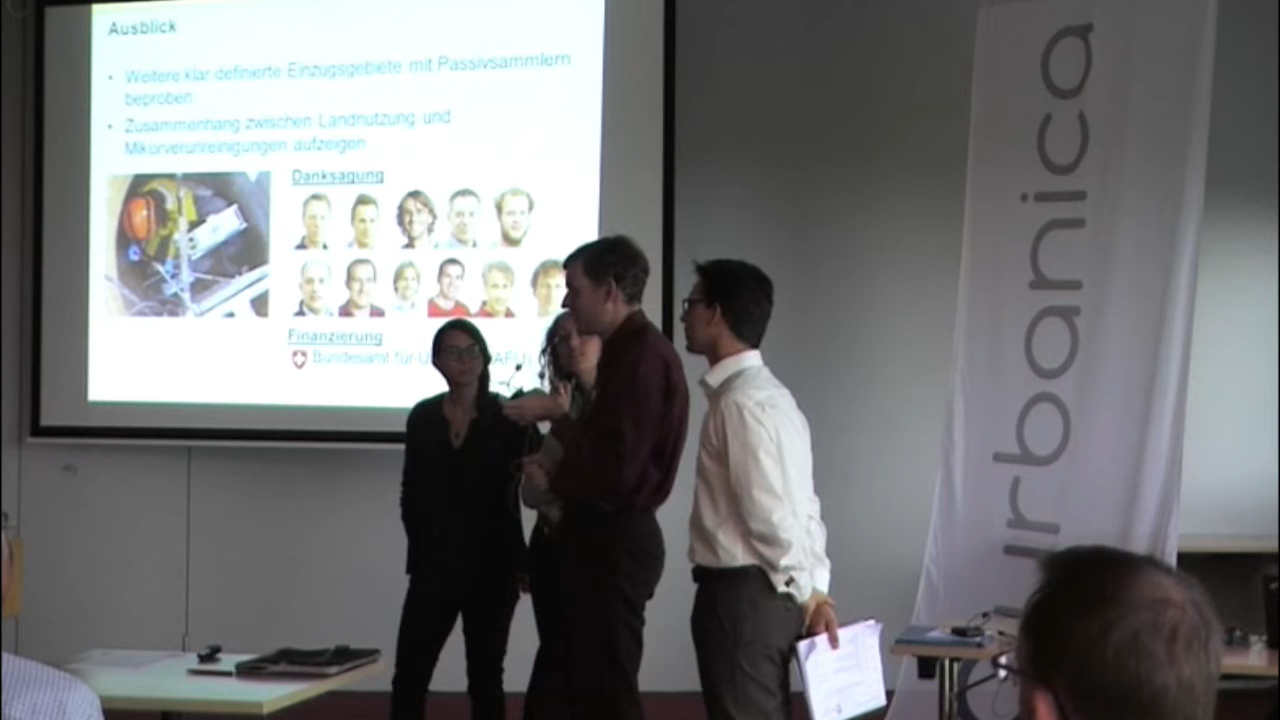 Ausblick
• Weitere klar definierte Einzugsgebiete mit Passivsammlern
beproben
• Zusammenhang zwischen Landnutzung und
Mikorverunreinigungen aufzeigen
Danksagung
Finanzierung
Bundesamt für U AFU)
urbanica